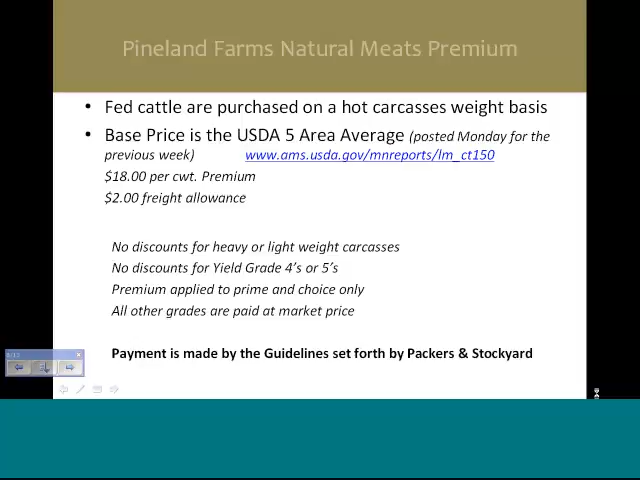 Pineland Farms Natural Meats Premium
• Fed cattle are purchased on a hot carcasses weight basis
• Base Price is the USDA 5 Area Average (posted Monday for the
previous week) www.ams.usda.gov/mnreports/lm_ct150
$18.00 per cwt. Premium
$2.00 freight allowance
No discounts for heavy or light weight carcasses
No discounts for Yield Grade 4's or 5's
Premium applied to prime and choice only
All other grades are paid at market price
Payment is made by the Guidelines set forth by Packers & Stockyard